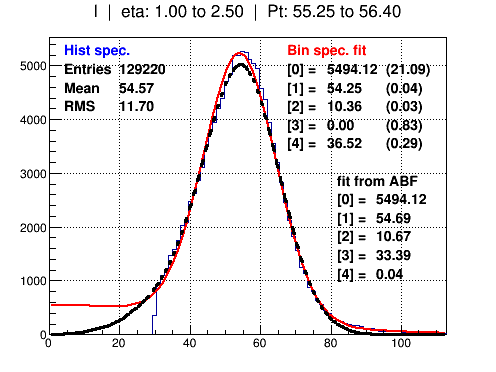 I | eta: 1.00 to 2.50 | Pt: 55.25 to 56.40
Hist spec.
Entries 129220
Mean 54.57
RMS 11.70
Bin spec. fit
[0] = 5494.12 (21.09)
[1] = 54.25 (0.04)
[2] = 10.36 (0.03)
[3] = 0.00 (0.83)
[4] = 36.52 (0.29)
fit from ABF
[0] = 5494.12
[1] = 54.69
[2] = 10.67
[3] = 33.39
[4] = 0.04
5000
4000
3000
2000
1000
0
0 20 40 60 80 100